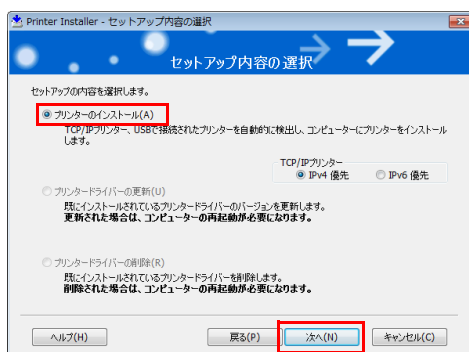 Printer Installer - セットアップ内容の選択
セットアップ内容の選択
セットアップの内容を選択します。
プリンターのインストール(A)
TCP/IPプリンター、USBで接続されたプリンターを自動的に検出し、コンピューターにプリンターをインストール
します。
TCP/IPプリンター
IPv4 優先 IPv6 優先
プリンタードライバーの更新(U)
既にインストールされているプリンタードライバーのバージョンを更新します。
更新された場合は、コンピューターの再起動が必要になります。
プリンタードライバーの削除(R)
既にインストールされているプリンタードライバーを削除します。
削除された場合は、コンピューターの再起動が必要になります。
ヘルプ(H) 戻る(P) 次へ(N) キャンセル(C)